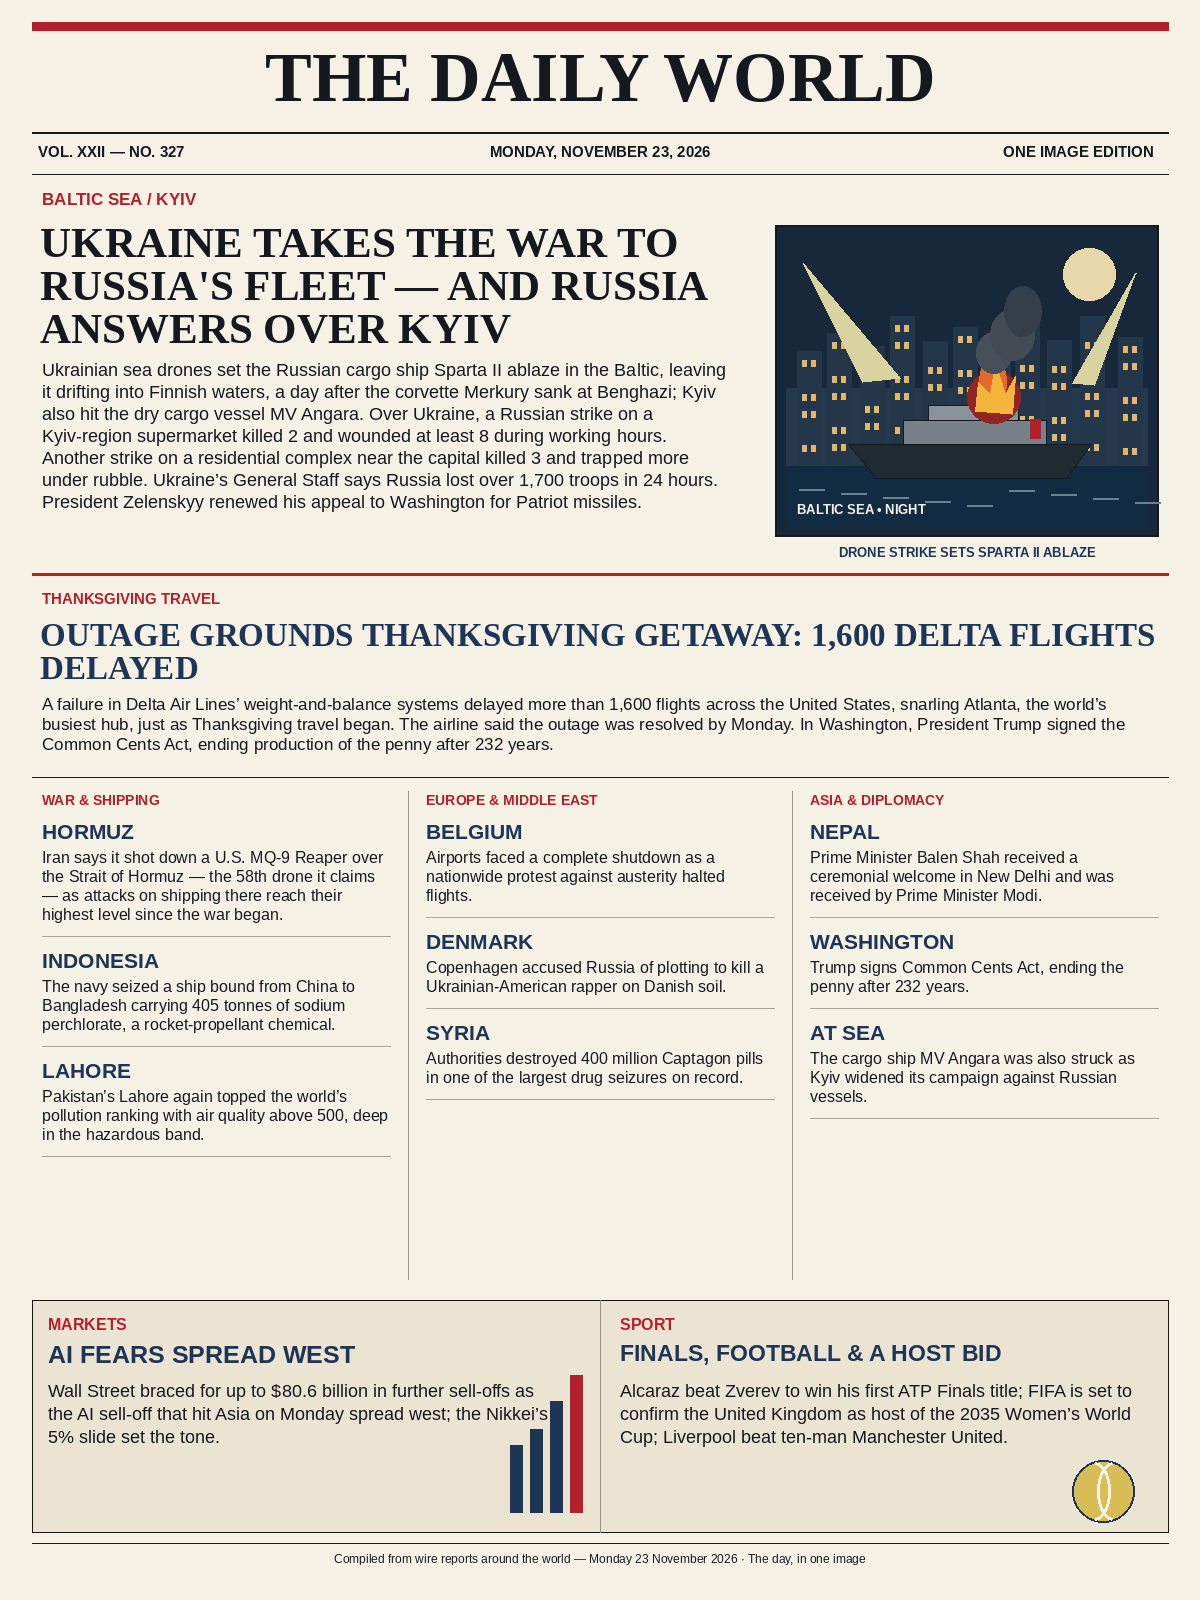 THE DAILY WORLD
VOL. XXII — NO. 327
MONDAY, NOVEMBER 23, 2026
ONE IMAGE EDITION
BALTIC SEA / KYIV
UKRAINE TAKES THE WAR TO
RUSSIA'S FLEET — AND RUSSIA
ANSWERS OVER KYIV
Ukrainian sea drones set the Russian cargo ship Sparta II ablaze in the Baltic, leaving
it drifting into Finnish waters, a day after the corvette Merkury sank at Benghazi; Kyiv
also hit the dry cargo vessel MV Angara. Over Ukraine, a Russian strike on a
Kyiv-region supermarket killed 2 and wounded at least 8 during working hours.
Another strike on a residential complex near the capital killed 3 and trapped more
under rubble. Ukraine’s General Staff says Russia lost over 1,700 troops in 24 hours.
President Zelenskyy renewed his appeal to Washington for Patriot missiles.
BALTIC SEA • NIGHT
DRONE STRIKE SETS SPARTA II ABLAZE
THANKSGIVING TRAVEL
OUTAGE GROUNDS THANKSGIVING GETAWAY: 1,600 DELTA FLIGHTS
DELAYED
A failure in Delta Air Lines’ weight-and-balance systems delayed more than 1,600 flights across the United States, snarling Atlanta, the world’s
busiest hub, just as Thanksgiving travel began. The airline said the outage was resolved by Monday. In Washington, President Trump signed the
Common Cents Act, ending production of the penny after 232 years.
WAR & SHIPPING
HORMUZ
Iran says it shot down a U.S. MQ-9 Reaper over
the Strait of Hormuz — the 58th drone it claims
— as attacks on shipping there reach their
highest level since the war began.
INDONESIA
The navy seized a ship bound from China to
Bangladesh carrying 405 tonnes of sodium
perchlorate, a rocket-propellant chemical.
LAHORE
Pakistan’s Lahore again topped the world’s
pollution ranking with air quality above 500, deep
in the hazardous band.
EUROPE & MIDDLE EAST
BELGIUM
Airports faced a complete shutdown as a
nationwide protest against austerity halted
flights.
DENMARK
Copenhagen accused Russia of plotting to kill a
Ukrainian-American rapper on Danish soil.
SYRIA
Authorities destroyed 400 million Captagon pills
in one of the largest drug seizures on record.
ASIA & DIPLOMACY
NEPAL
Prime Minister Balen Shah received a
ceremonial welcome in New Delhi and was
received by Prime Minister Modi.
WASHINGTON
Trump signs Common Cents Act, ending the
penny after 232 years.
AT SEA
The cargo ship MV Angara was also struck as
Kyiv widened its campaign against Russian
vessels.
MARKETS
AI FEARS SPREAD WEST
Wall Street braced for up to $80.6 billion in further sell-offs as
the AI sell-off that hit Asia on Monday spread west; the Nikkei’s
5% slide set the tone.
SPORT
FINALS, FOOTBALL & A HOST BID
Alcaraz beat Zverev to win his first ATP Finals title; FIFA is set to
confirm the United Kingdom as host of the 2035 Women’s World
Cup; Liverpool beat ten-man Manchester United.
Compiled from wire reports around the world — Monday 23 November 2026 · The day, in one image